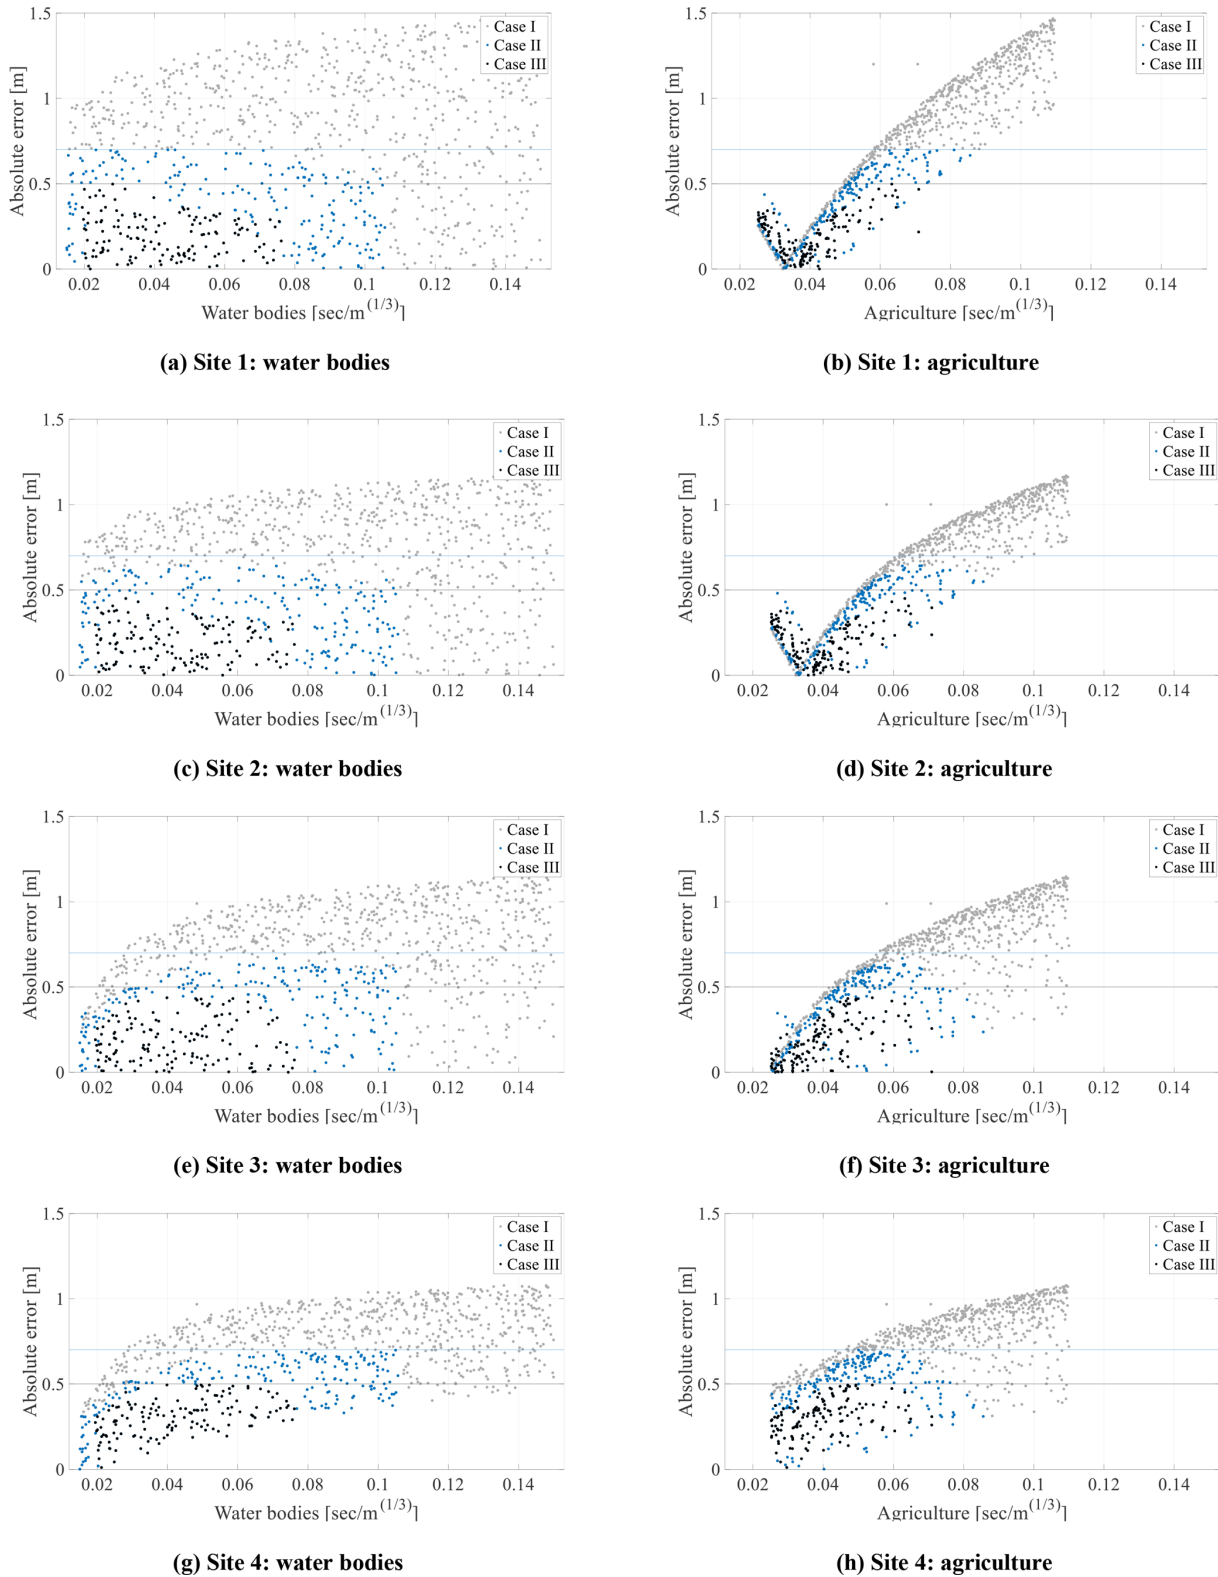 1.5
1
0.5
0
Absolute error [m]
Case I
Case II
Case III
0.02 0.04 0.06 0.08 0.1 0.12 0.14
Water bodies [sec/m^(1/3)]
(a) Site 1: water bodies
1.5
1
0.5
0
Absolute error [m]
Case I
Case II
Case III
0.02 0.04 0.06 0.08 0.1 0.12 0.14
Agriculture [sec/m^(1/3)]
(b) Site 1: agriculture
1.5
1
0.5
0
Absolute error [m]
Case I
Case II
Case III
0.02 0.04 0.06 0.08 0.1 0.12 0.14
Water bodies [sec/m^(1/3)]
(c) Site 2: water bodies
1.5
1
0.5
0
Absolute error [m]
Case I
Case II
Case III
0.02 0.04 0.06 0.08 0.1 0.12 0.14
Agriculture [sec/m^(1/3)]
(d) Site 2: agriculture
1.5
1
0.5
0
Absolute error [m]
Case I
Case II
Case III
0.02 0.04 0.06 0.08 0.1 0.12 0.14
Water bodies [sec/m^(1/3)]
(e) Site 3: water bodies
1.5
1
0.5
0
Absolute error [m]
Case I
Case II
Case III
0.02 0.04 0.06 0.08 0.1 0.12 0.14
Agriculture [sec/m^(1/3)]
(f) Site 3: agriculture
1.5
1
0.5
0
Absolute error [m]
Case I
Case II
Case III
0.02 0.04 0.06 0.08 0.1 0.12 0.14
Water bodies [sec/m^(1/3)]
(g) Site 4: water bodies
1.5
1
0.5
0
Absolute error [m]
Case I
Case II
Case III
0.02 0.04 0.06 0.08 0.1 0.12 0.14
Agriculture [sec/m^(1/3)]
(h) Site 4: agriculture